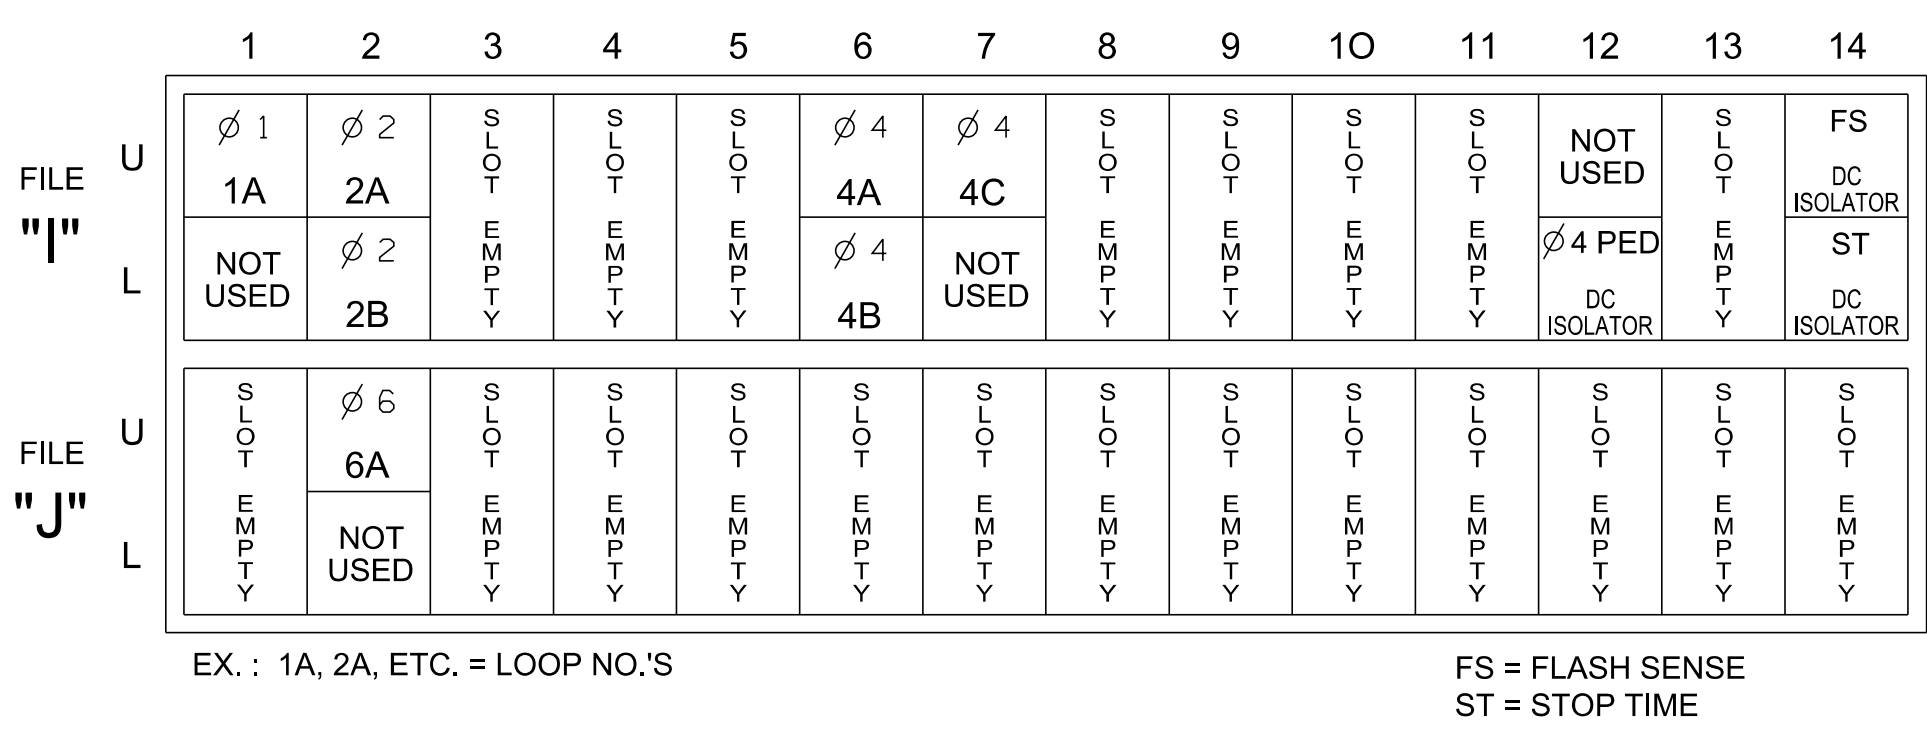 1 2 3 4 5 6 7 8 9 1O 11 12 13 14
FILE
"I"
U
L
Ø 1
1A
NOT
USED
Ø 2
2A
Ø 2
2B
SLOT EMPTY
SLOT EMPTY
SLOT EMPTY
Ø 4
4A
Ø 4
4B
Ø 4
4C
NOT
USED
SLOT EMPTY
SLOT EMPTY
SLOT EMPTY
SLOT EMPTY
NOT
USED
Ø 4 PED
DC
ISOLATOR
SLOT EMPTY
FS
DC
ISOLATOR
ST
DC
ISOLATOR
FILE
"J"
U
L
SLOT EMPTY
Ø 6
6A
NOT
USED
SLOT EMPTY
SLOT EMPTY
SLOT EMPTY
SLOT EMPTY
SLOT EMPTY
SLOT EMPTY
SLOT EMPTY
SLOT EMPTY
SLOT EMPTY
SLOT EMPTY
SLOT EMPTY
SLOT EMPTY
EX. : 1A, 2A, ETC. = LOOP NO.'S
FS = FLASH SENSE
ST = STOP TIME